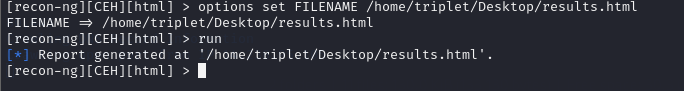 [recon-ng][CEH][html] > options set FILENAME /home/triplet/Desktop/results.html
FILENAME => /home/triplet/Desktop/results.html
[recon-ng][CEH][html] > run
[*] Report generated at '/home/triplet/Desktop/results.html'.
[recon-ng][CEH][html] >